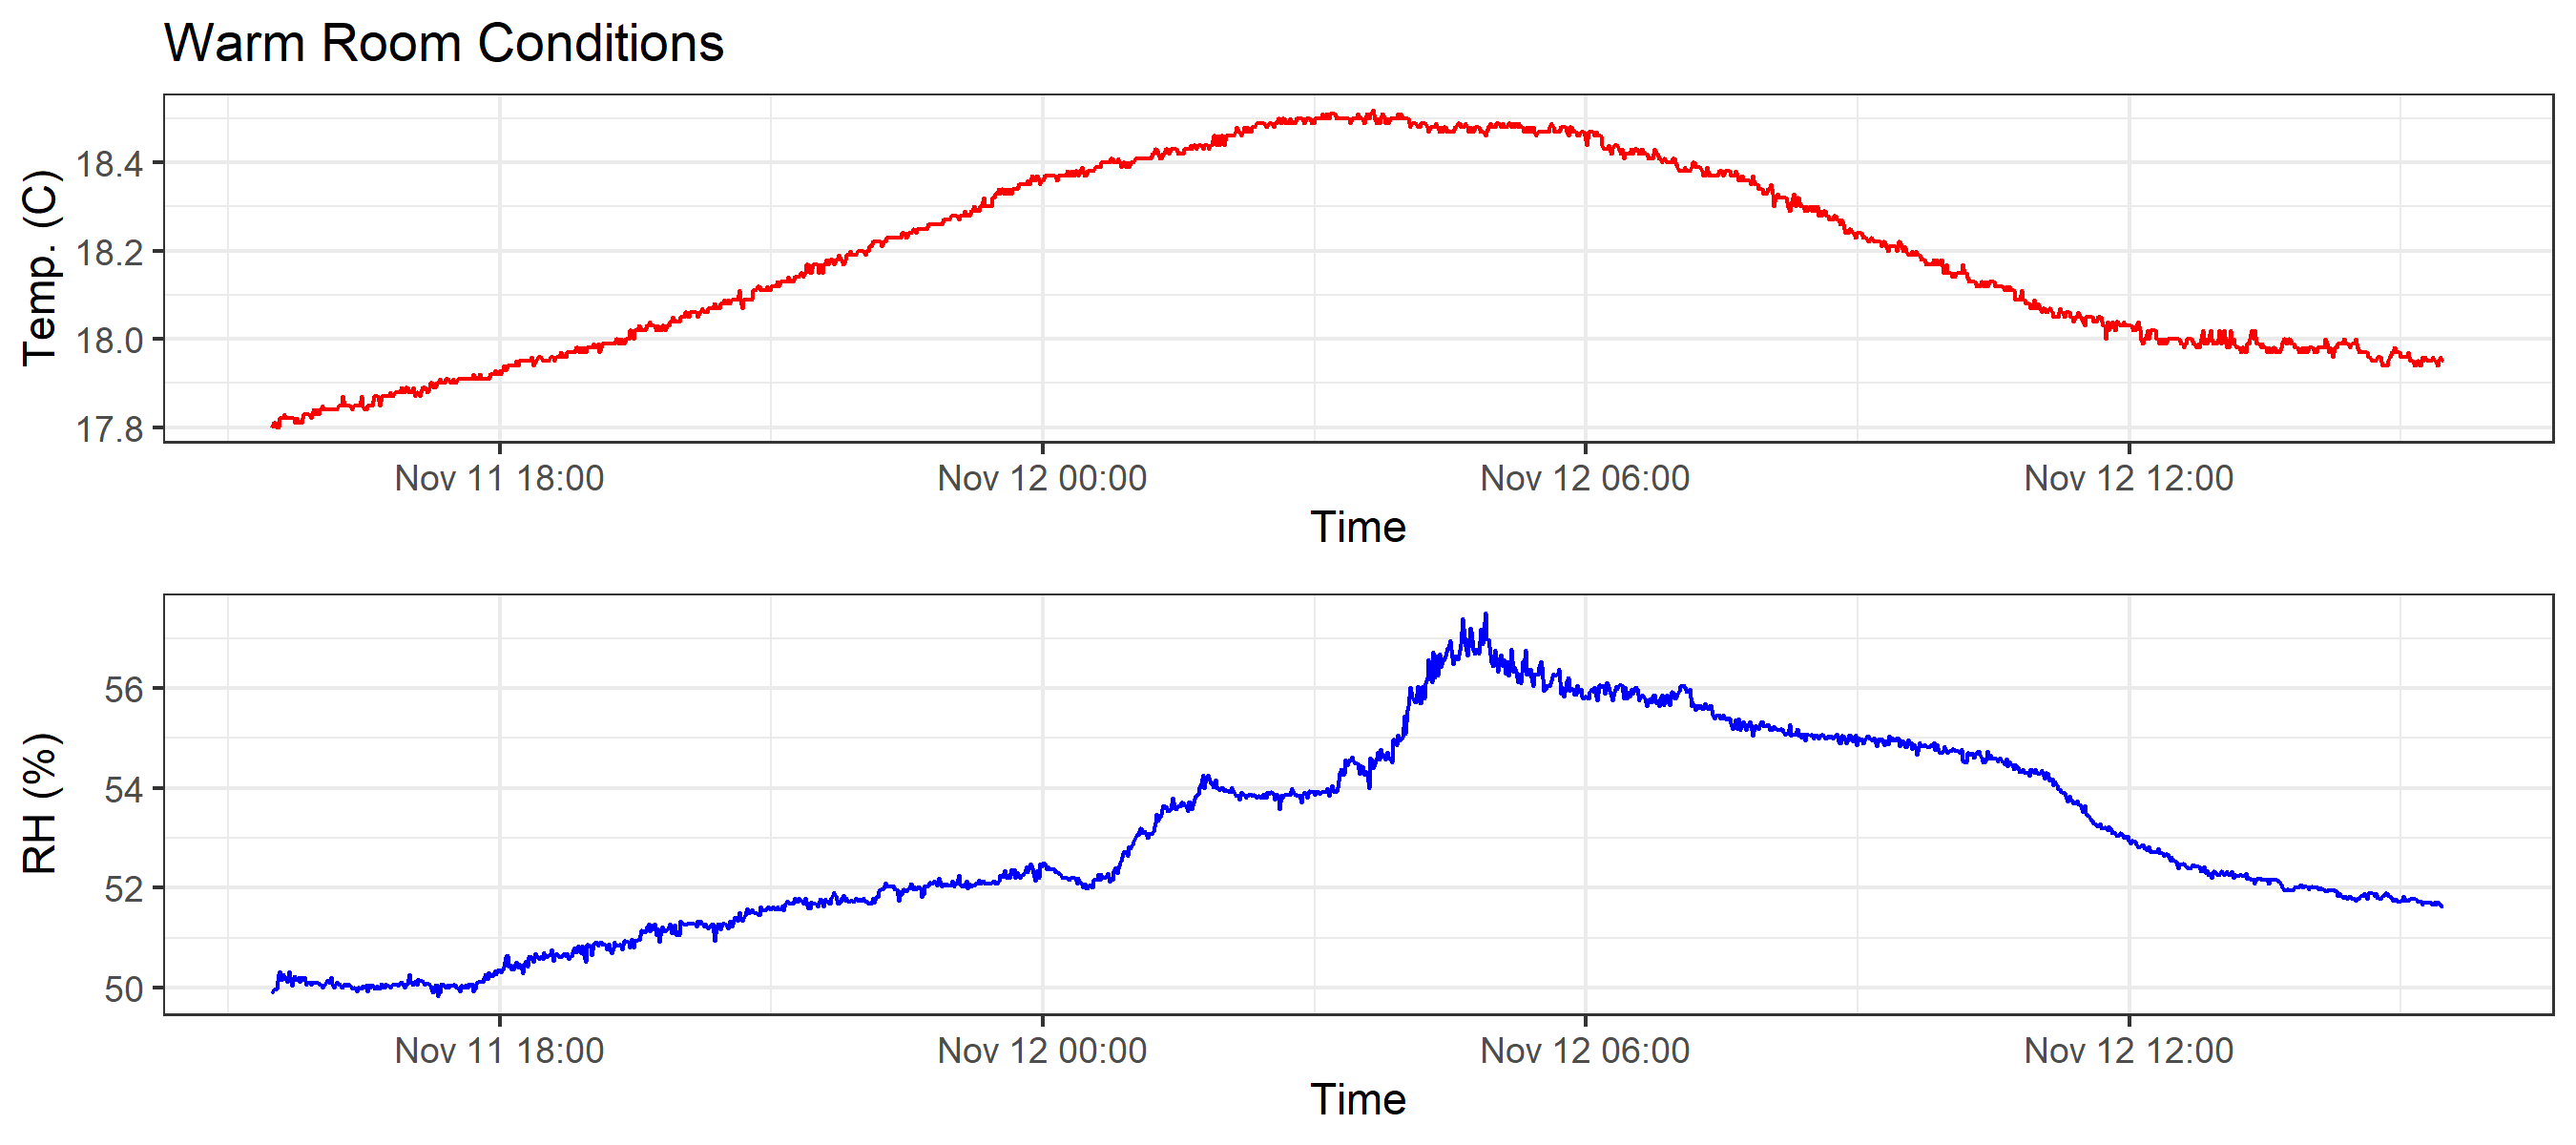 Warm Room Conditions
Temp. (C)
18.4
18.2
18.0
17.8
Nov 11 18:00 Nov 12 00:00 Nov 12 06:00 Nov 12 12:00
Time
RH (%)
56
54
52
50
Nov 11 18:00 Nov 12 00:00 Nov 12 06:00 Nov 12 12:00
Time